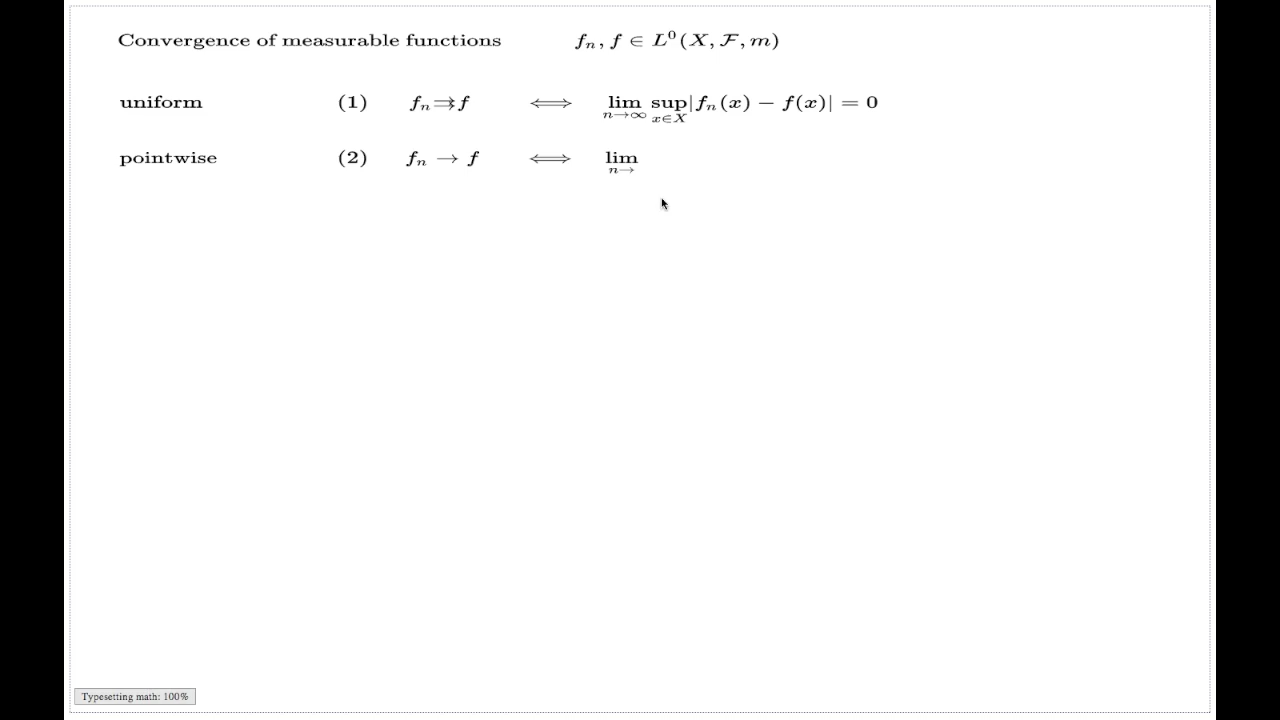 Convergence of measurable functions fₙ, f ∈ L⁰(X, ℱ, m)
uniform (1) fₙ⇉f ⟺ lim_{n→∞} sup_{x∈X} |fₙ(x) − f(x)| = 0
pointwise (2) fₙ → f ⟺ lim_{n→}
Typesetting math: 100%